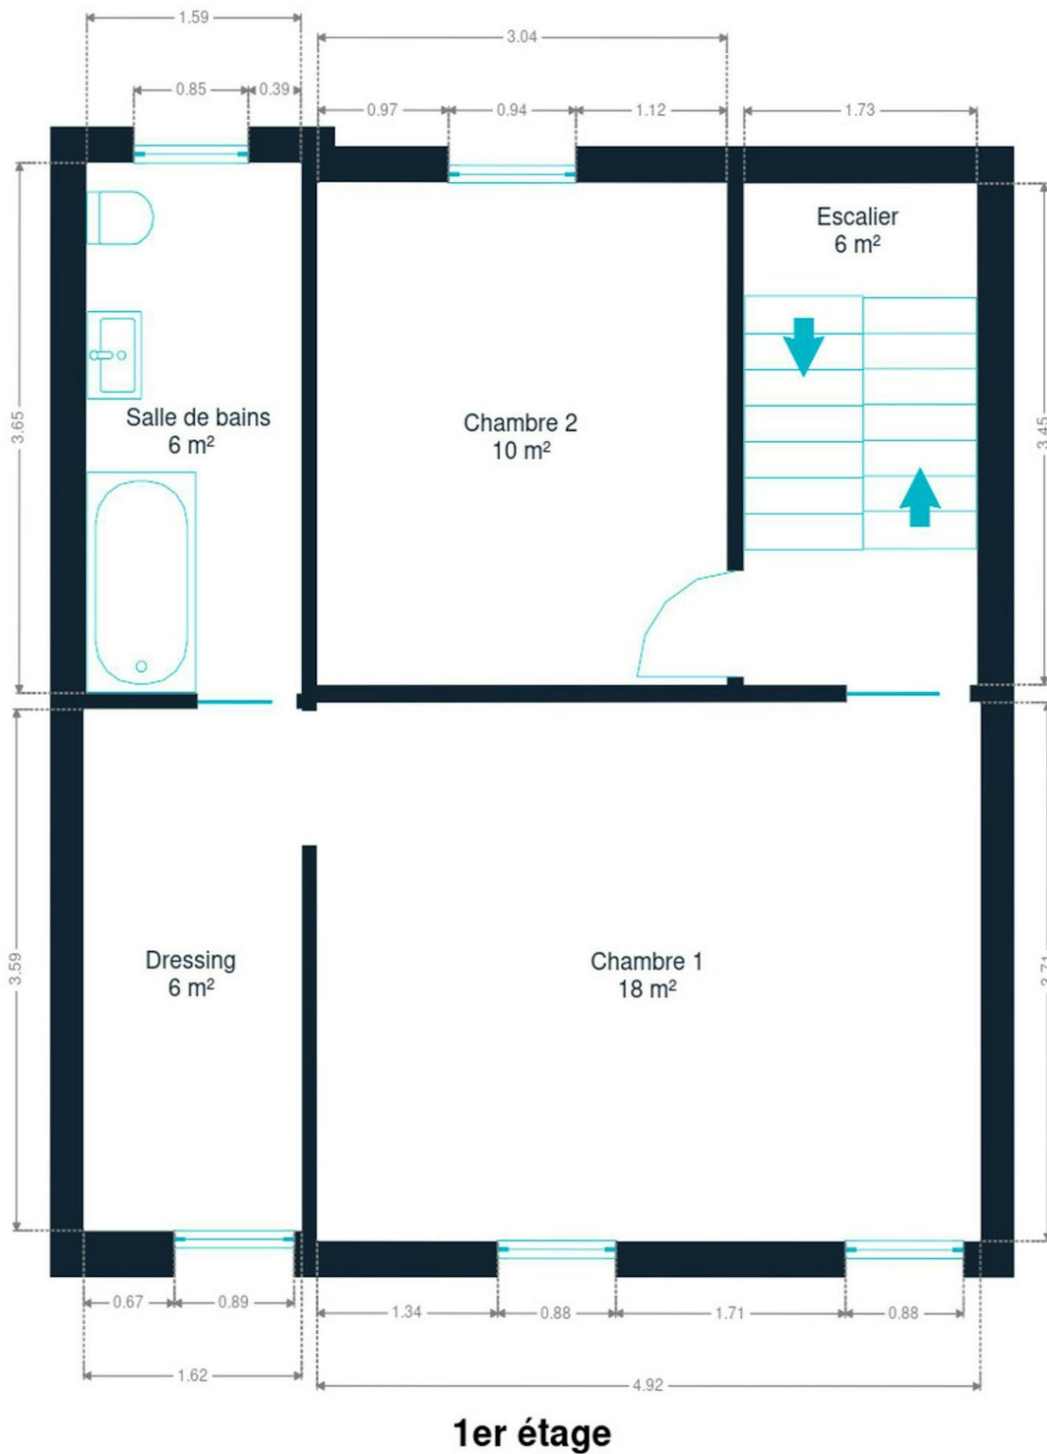 1.59
3.04
0.85
0.39
0.97
0.94
1.12
1.73
Escalier
6 m²
3.65
Salle de bains
6 m²
Chambre 2
10 m²
3.45
3.59
Dressing
6 m²
Chambre 1
18 m²
3.71
0.67
0.89
1.34
0.88
1.71
0.88
1.62
4.92
1er étage